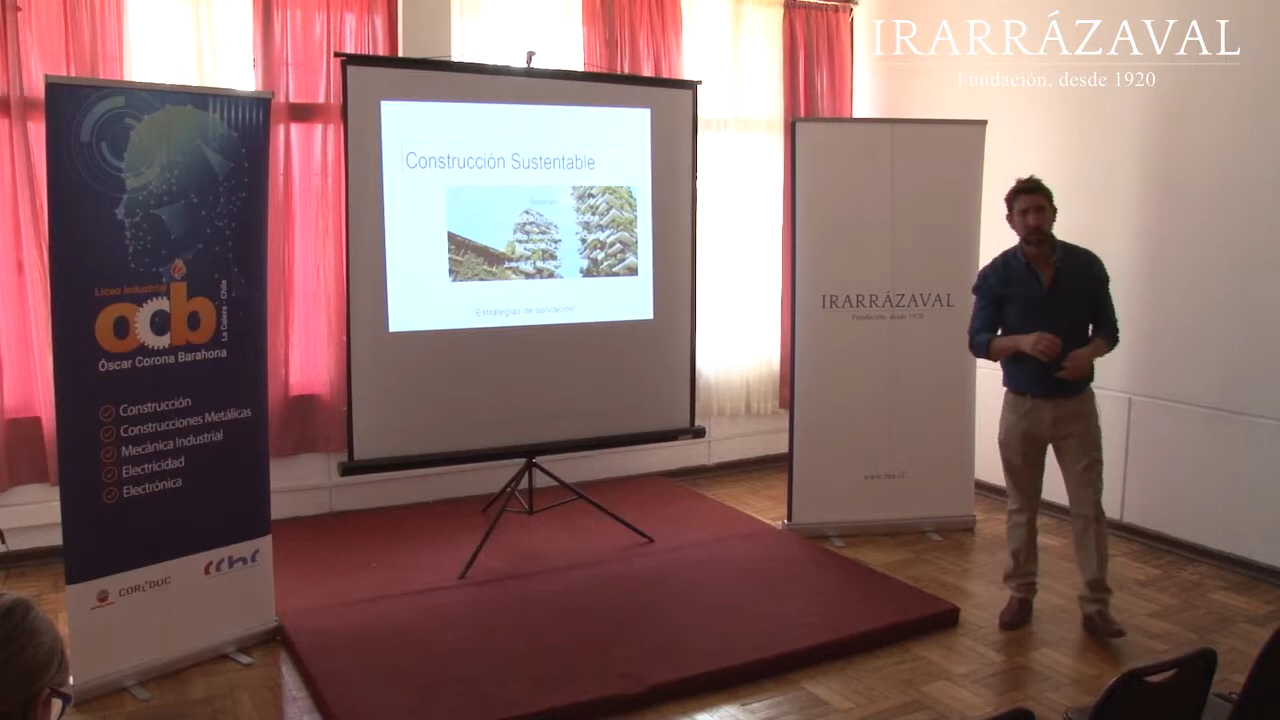 IRARRÁZAVAL
Fundación, desde 1920
Liceo Industrial
ocb
La Calera - Chile
Óscar Corona Barahona
Construcción
Construcciones Metálicas
Mecánica Industrial
Electricidad
Electrónica
COREDUC
cchc
Construcción Sustentable
Seminario
Estrategias de aplicación
IRARRÁZAVAL
Fundación, desde 1920